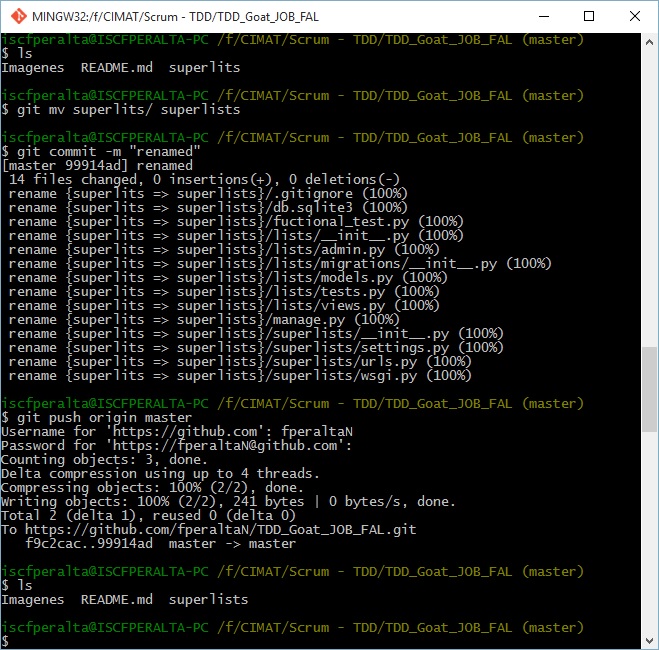 MINGW32:/f/CIMAT/Scrum - TDD/TDD_Goat_JOB_FAL
iscfperalta@ISCFPERALTA-PC /f/CIMAT/Scrum - TDD/TDD_Goat_JOB_FAL (master)
$ ls
Imagenes  README.md  superlits
iscfperalta@ISCFPERALTA-PC /f/CIMAT/Scrum - TDD/TDD_Goat_JOB_FAL (master)
$ git mv superlits/ superlists
iscfperalta@ISCFPERALTA-PC /f/CIMAT/Scrum - TDD/TDD_Goat_JOB_FAL (master)
$ git commit -m "renamed"
[master 99914ad] renamed
 14 files changed, 0 insertions(+), 0 deletions(-)
 rename {superlits => superlists}/.gitignore (100%)
 rename {superlits => superlists}/db.sqlite3 (100%)
 rename {superlits => superlists}/fuctional_test.py (100%)
 rename {superlits => superlists}/lists/__init__.py (100%)
 rename {superlits => superlists}/lists/admin.py (100%)
 rename {superlits => superlists}/lists/migrations/__init__.py (100%)
 rename {superlits => superlists}/lists/models.py (100%)
 rename {superlits => superlists}/lists/tests.py (100%)
 rename {superlits => superlists}/lists/views.py (100%)
 rename {superlits => superlists}/manage.py (100%)
 rename {superlits => superlists}/superlists/__init__.py (100%)
 rename {superlits => superlists}/superlists/settings.py (100%)
 rename {superlits => superlists}/superlists/urls.py (100%)
 rename {superlits => superlists}/superlists/wsgi.py (100%)
iscfperalta@ISCFPERALTA-PC /f/CIMAT/Scrum - TDD/TDD_Goat_JOB_FAL (master)
$ git push origin master
Username for 'https://github.com': fperaltaN
Password for 'https://fperaltaN@github.com':
Counting objects: 3, done.
Delta compression using up to 4 threads.
Compressing objects: 100% (2/2), done.
Writing objects: 100% (2/2), 241 bytes | 0 bytes/s, done.
Total 2 (delta 1), reused 0 (delta 0)
To https://github.com/fperaltaN/TDD_Goat_JOB_FAL.git
   f9c2cac..99914ad  master -> master
iscfperalta@ISCFPERALTA-PC /f/CIMAT/Scrum - TDD/TDD_Goat_JOB_FAL (master)
$ ls
Imagenes  README.md  superlists
iscfperalta@ISCFPERALTA-PC /f/CIMAT/Scrum - TDD/TDD_Goat_JOB_FAL (master)
$